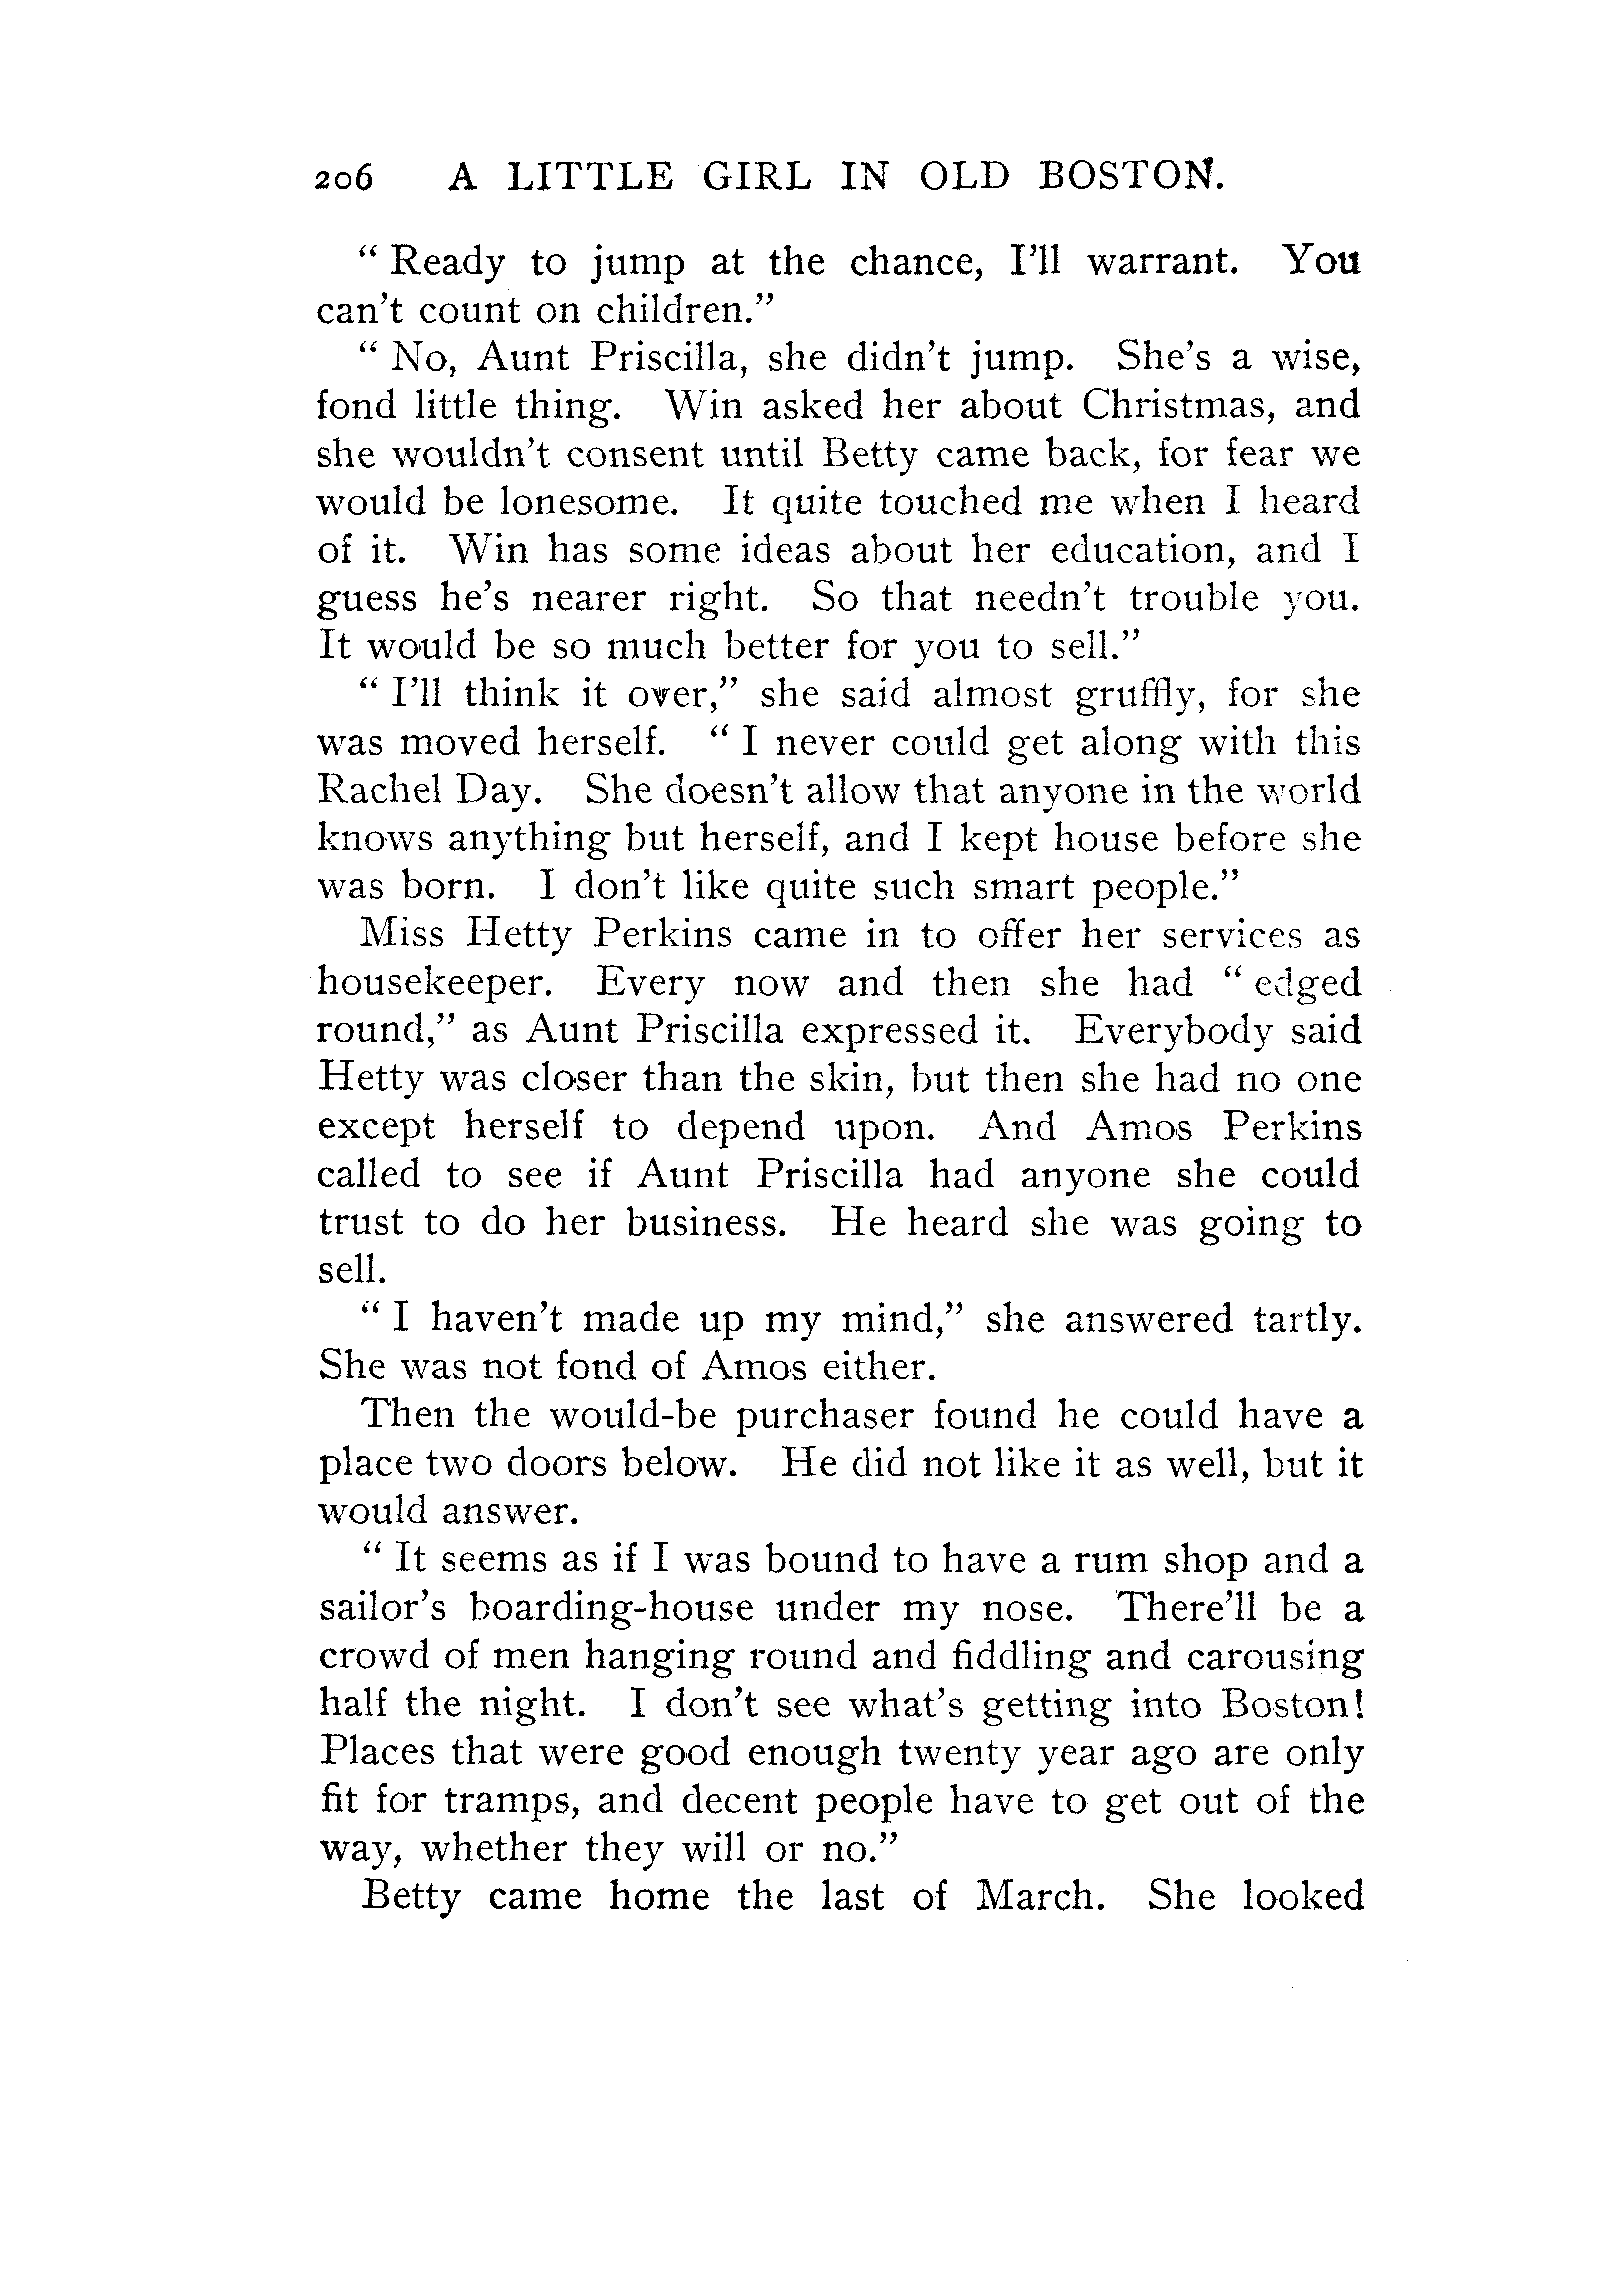 206 A LITTLE GIRL IN OLD BOSTON.
“ Ready to jump at the chance, I’ll warrant. You
can’t count on children.”
“ No, Aunt Priscilla, she didn’t jump. She’s a wise,
fond little thing. Win asked her about Christmas, and
she wouldn’t consent until Betty came back, for fear we
would be lonesome. It quite touched me when I heard
of it. Win has some ideas about her education, and I
guess he’s nearer right. So that needn’t trouble you.
It would be so much better for you to sell.”
“ I’ll think it over,” she said almost gruffly, for she
was moved herself. “ I never could get along with this
Rachel Day. She doesn’t allow that anyone in the world
knows anything but herself, and I kept house before she
was born. I don’t like quite such smart people.”
Miss Hetty Perkins came in to offer her services as
housekeeper. Every now and then she had “ edged
round,” as Aunt Priscilla expressed it. Everybody said
Hetty was closer than the skin, but then she had no one
except herself to depend upon. And Amos Perkins
called to see if Aunt Priscilla had anyone she could
trust to do her business. He heard she was going to
sell.
“ I haven’t made up my mind,” she answered tartly.
She was not fond of Amos either.
Then the would-be purchaser found he could have a
place two doors below. He did not like it as well, but it
would answer.
“ It seems as if I was bound to have a rum shop and a
sailor’s boarding-house under my nose. There’ll be a
crowd of men hanging round and fiddling and carousing
half the night. I don’t see what’s getting into Boston!
Places that were good enough twenty year ago are only
fit for tramps, and decent people have to get out of the
way, whether they will or no.”
Betty came home the last of March. She looked